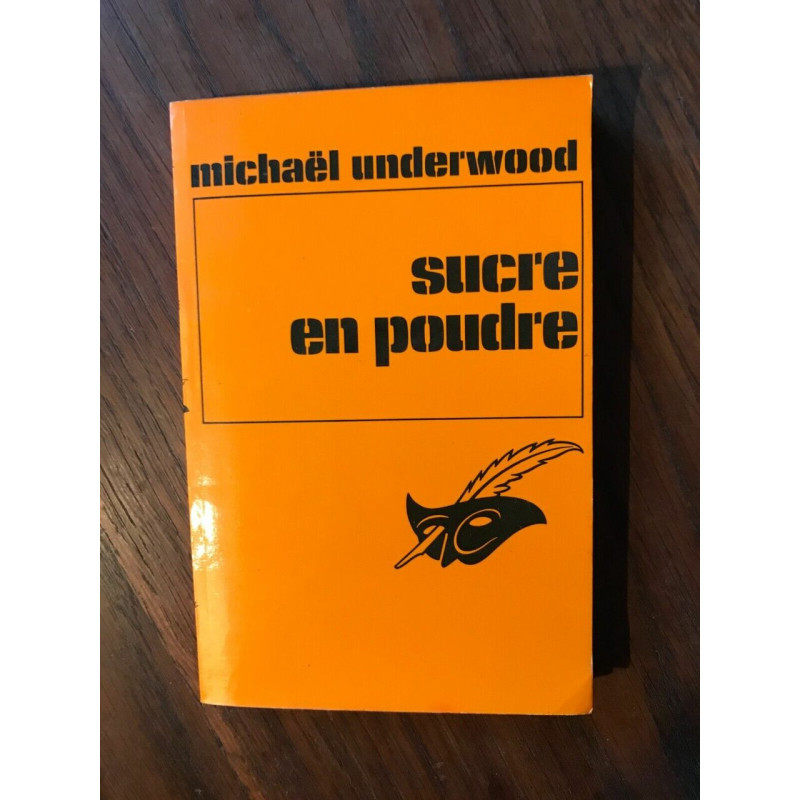 michaël underwood
sucre
en poudre